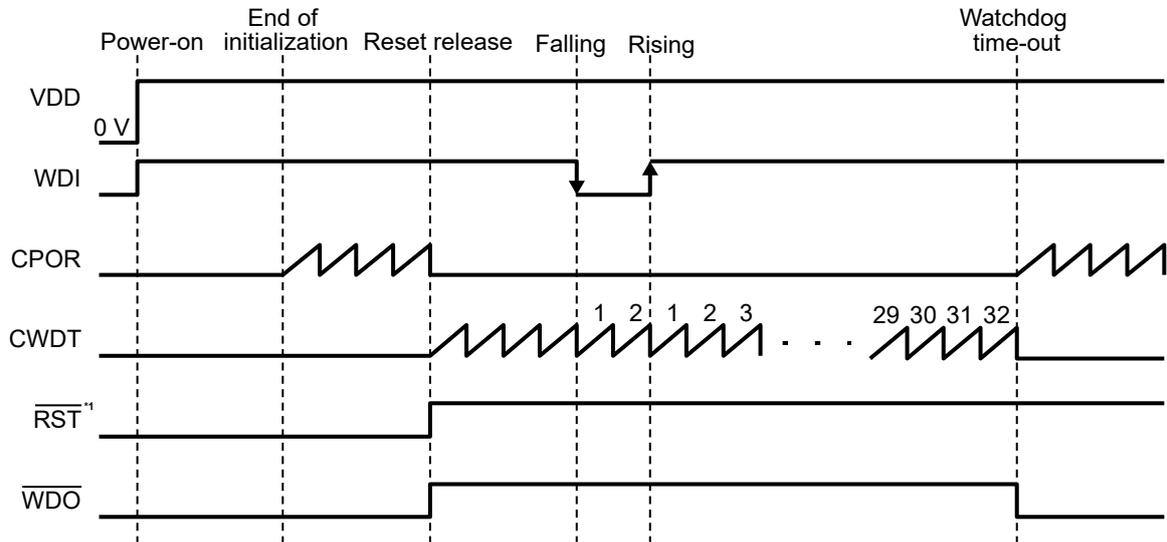 End of
Watchdog
Power-on initialization Reset release Falling Rising time-out
VDD
0 V
WDI
CPOR
1 2 1 2 3 29 30 31 32
CWDT
· · ·
RST*1
WDO